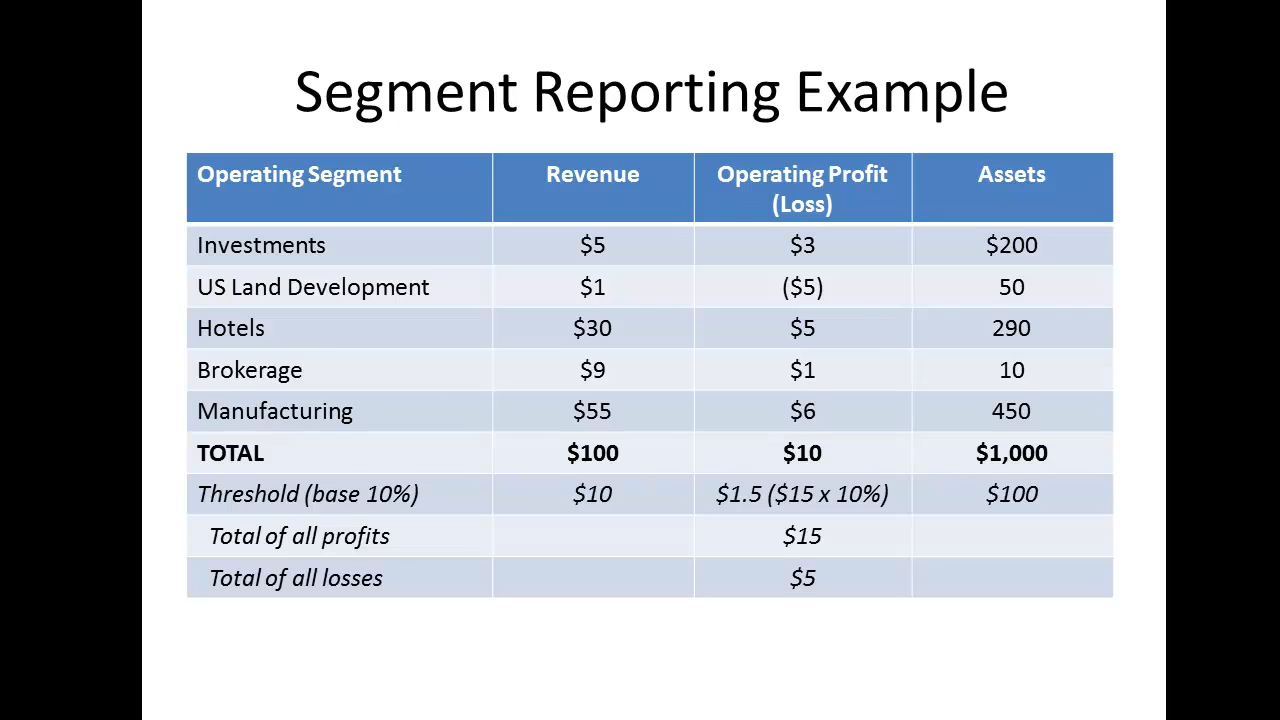 Segment Reporting Example
Operating Segment Revenue Operating Profit (Loss) Assets
Investments $5 $3 $200
US Land Development $1 ($5) 50
Hotels $30 $5 290
Brokerage $9 $1 10
Manufacturing $55 $6 450
TOTAL $100 $10 $1,000
Threshold (base 10%) $10 $1.5 ($15 x 10%) $100
Total of all profits $15
Total of all losses $5